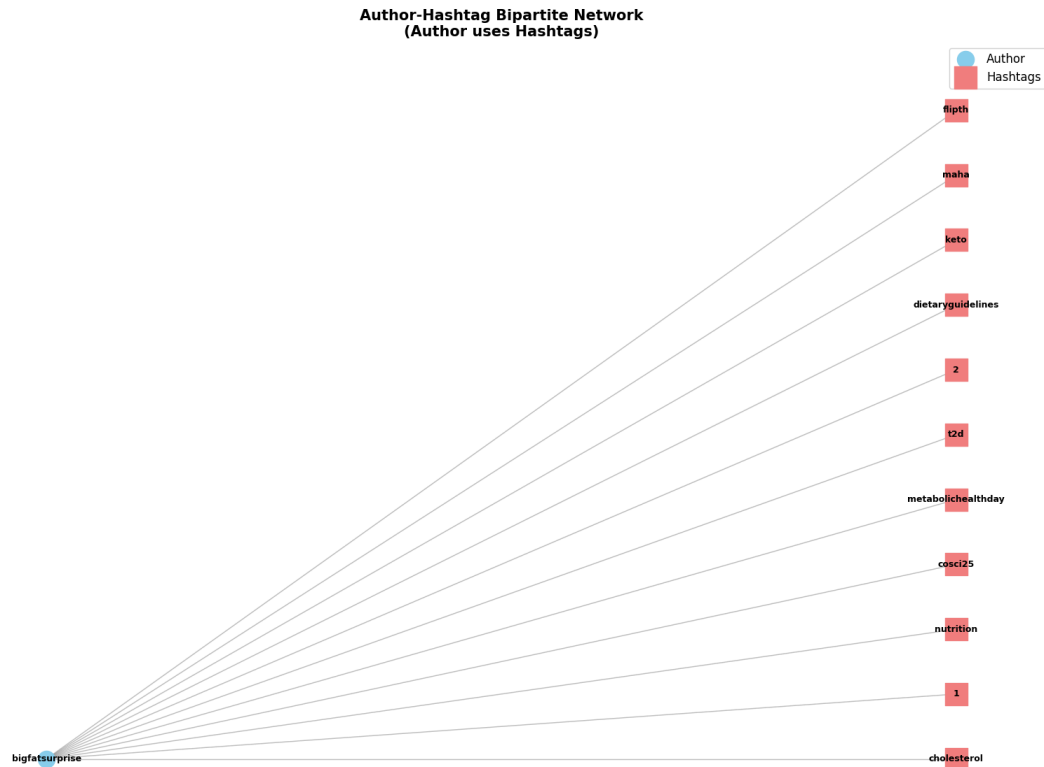 Author-Hashtag Bipartite Network
(Author uses Hashtags)
Author
Hashtags
flipth
maha
keto
dietaryguidelines
2
t2d
metabolichealthday
cosci25
nutrition
1
bigfatsurprise
cholesterol